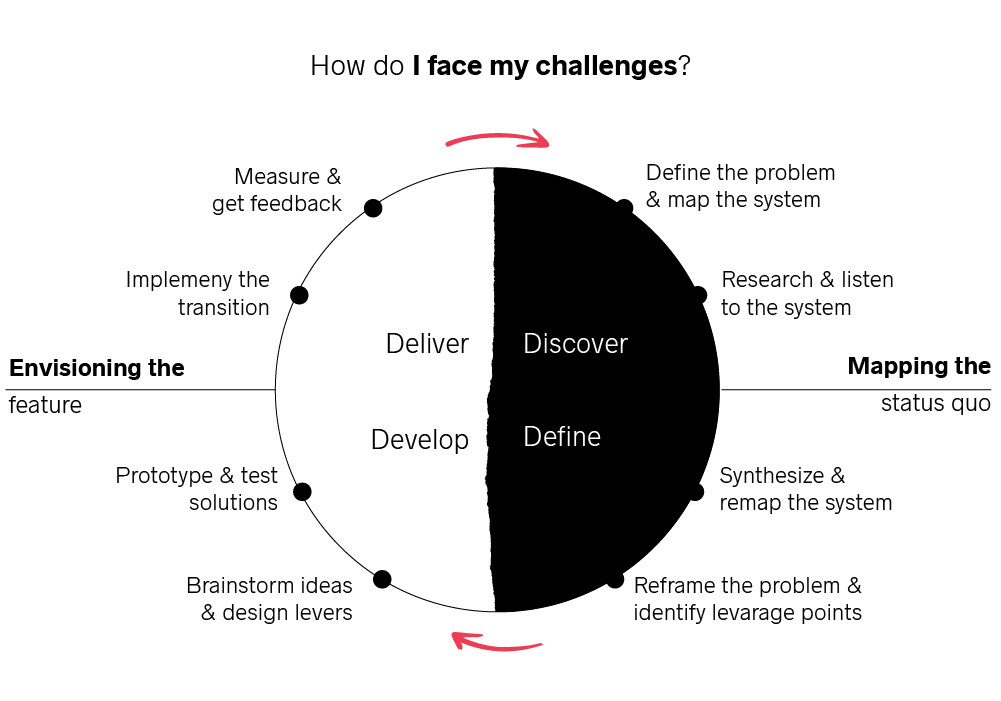 How do I face my challenges?
Measure &
get feedback
Define the problem
& map the system
Implemeny the
transition
Research & listen
to the system
Deliver
Discover
Envisioning the
feature
Mapping the
status quo
Develop
Define
Prototype & test
solutions
Synthesize &
remap the system
Brainstorm ideas
& design levers
Reframe the problem &
identify levarage points